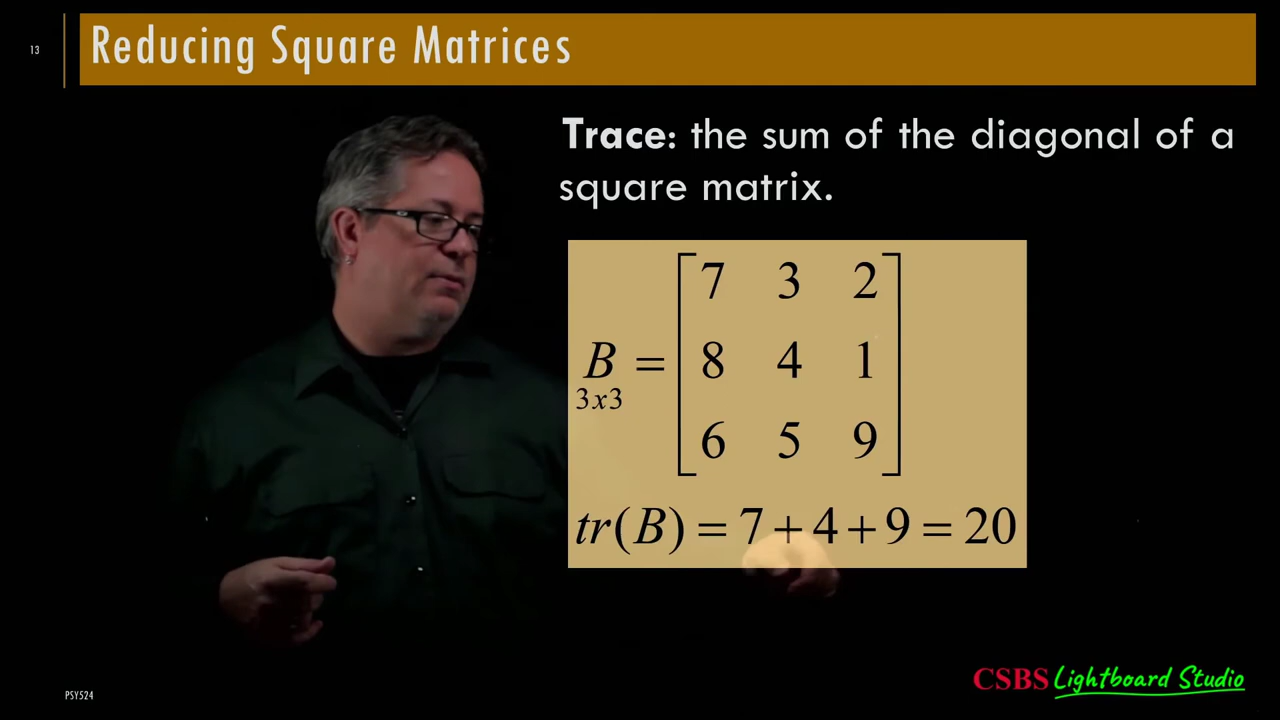 13
Reducing Square Matrices
Trace: the sum of the diagonal of a
square matrix.
7 3 2
B = 8 4 1
3x3
6 5 9
tr(B) = 7 + 4 + 9 = 20
PSY524
CSBS Lightboard Studio